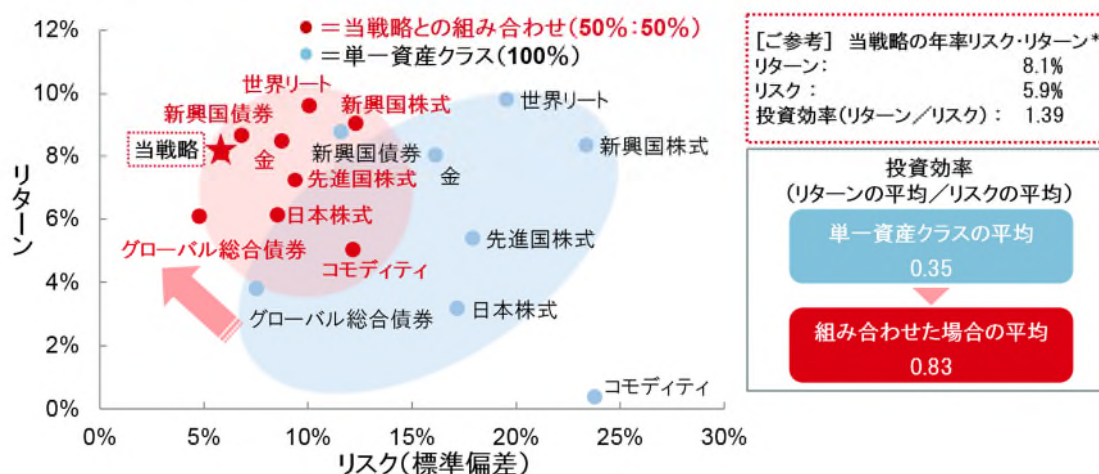 12%
10%
8%
6%
4%
2%
0%
リターン
0%
5%
10%
15%
20%
25%
30%
リスク(標準偏差)
=当戦略との組み合わせ(50%:50%)
=単一資産クラス(100%)
世界リート
新興国債券
新興国株式
当戦略
金
先進国株式
日本株式
グローバル総合債券
コモディティ
世界リート
新興国債券
新興国株式
金
先進国株式
グローバル総合債券
日本株式
コモディティ
[ご参考] 当戦略の年率リスク・リターン*
リターン: 8.1%
リスク: 5.9%
投資効率(リターン/リスク): 1.39
投資効率
(リターンの平均/リスクの平均)
単一資産クラスの平均
0.35
組み合わせた場合の平均
0.83